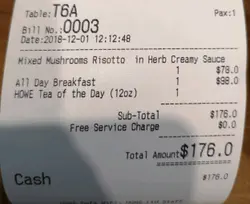 Table:T6A Pax:1
Bill No.:0003
Date:2018-12-01 12:12:48
Mixed Mushrooms Risotto in Herb Creamy Sauce
1 $78.0
All Day Breakfast 1 $98.0
HOWE Tea of the Day (12oz) 1
Sub-Total $176.0
Free Service Charge $0.0
Total Amount $176.0
Cash $176.0